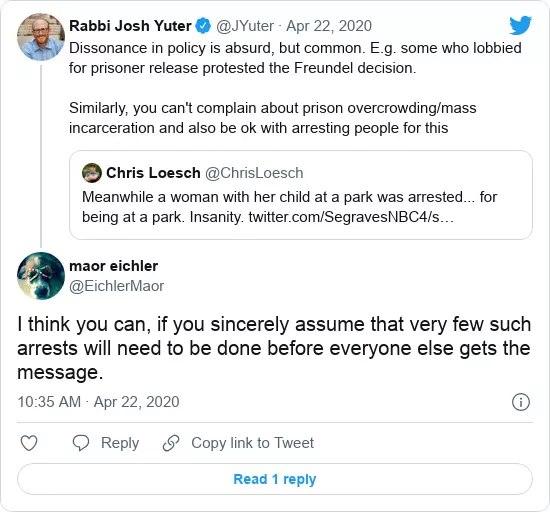 Rabbi Josh Yuter @JYuter · Apr 22, 2020
Dissonance in policy is absurd, but common. E.g. some who lobbied
for prisoner release protested the Freundel decision.
Similarly, you can't complain about prison overcrowding/mass
incarceration and also be ok with arresting people for this
Chris Loesch @ChrisLoesch
Meanwhile a woman with her child at a park was arrested... for
being at a park. Insanity. twitter.com/SegravesNBC4/s…
maor eichler
@EichlerMaor
I think you can, if you sincerely assume that very few such
arrests will need to be done before everyone else gets the
message.
10:35 AM · Apr 22, 2020
Reply Copy link to Tweet
Read 1 reply